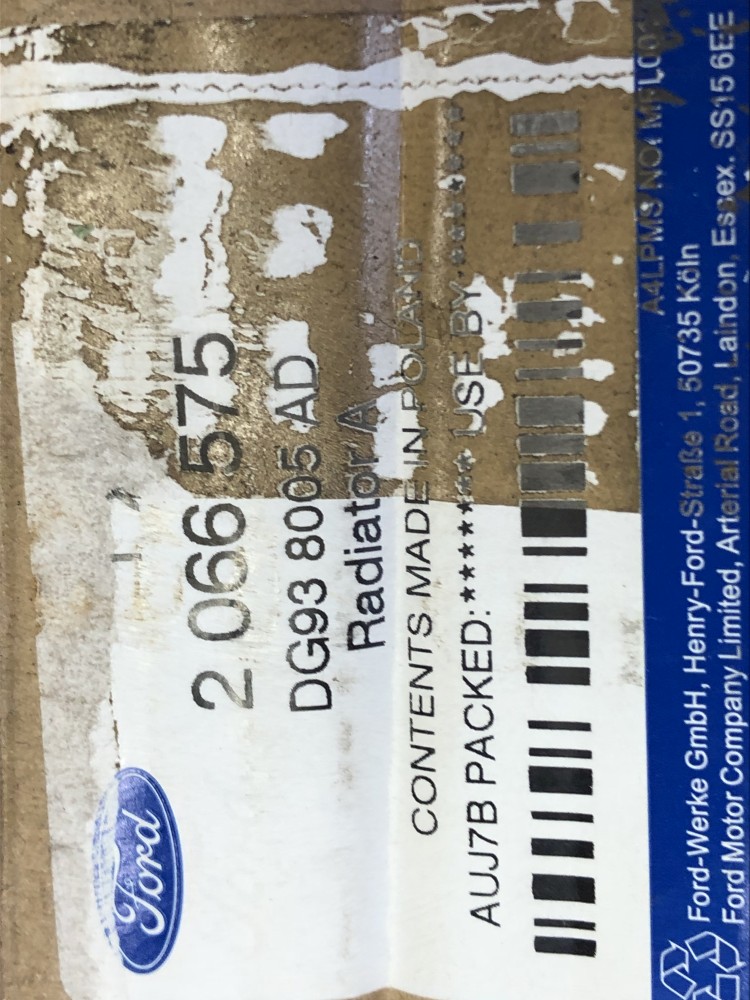 Ford
1
2 066 575
DG93 8005 AD
Radiator A
CONTENTS MADE IN POLAND
AUJ7B PACKED:******** USE BY ********
Ford-Werke GmbH, Henry-Ford-Straße 1, 50735 Köln
Ford Motor Company Limited, Arterial Road, Laindon, Essex. SS15 6EE